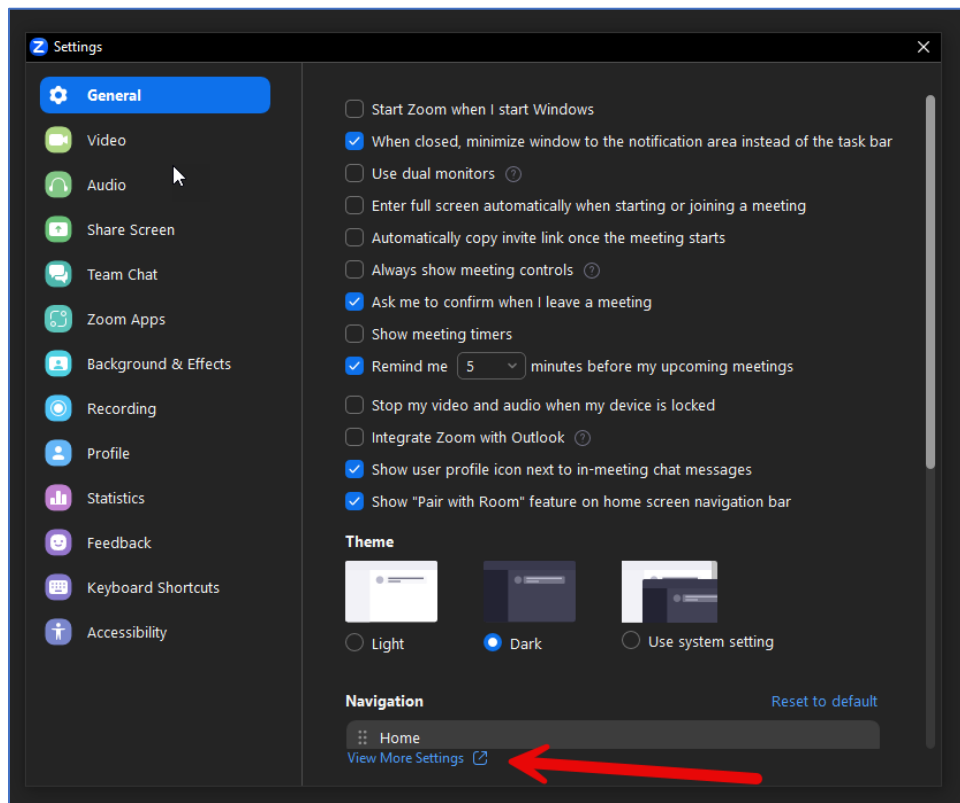 Settings
General
Video
Audio
Share Screen
Team Chat
Zoom Apps
Background & Effects
Recording
Profile
Statistics
Feedback
Keyboard Shortcuts
Accessibility
Start Zoom when I start Windows
When closed, minimize window to the notification area instead of the task bar
Use dual monitors ?
Enter full screen automatically when starting or joining a meeting
Automatically copy invite link once the meeting starts
Always show meeting controls ?
Ask me to confirm when I leave a meeting
Show meeting timers
Remind me 5 minutes before my upcoming meetings
Stop my video and audio when my device is locked
Integrate Zoom with Outlook ?
Show user profile icon next to in-meeting chat messages
Show "Pair with Room" feature on home screen navigation bar
Theme
Light Dark Use system setting
Navigation Reset to default
Home
View More Settings